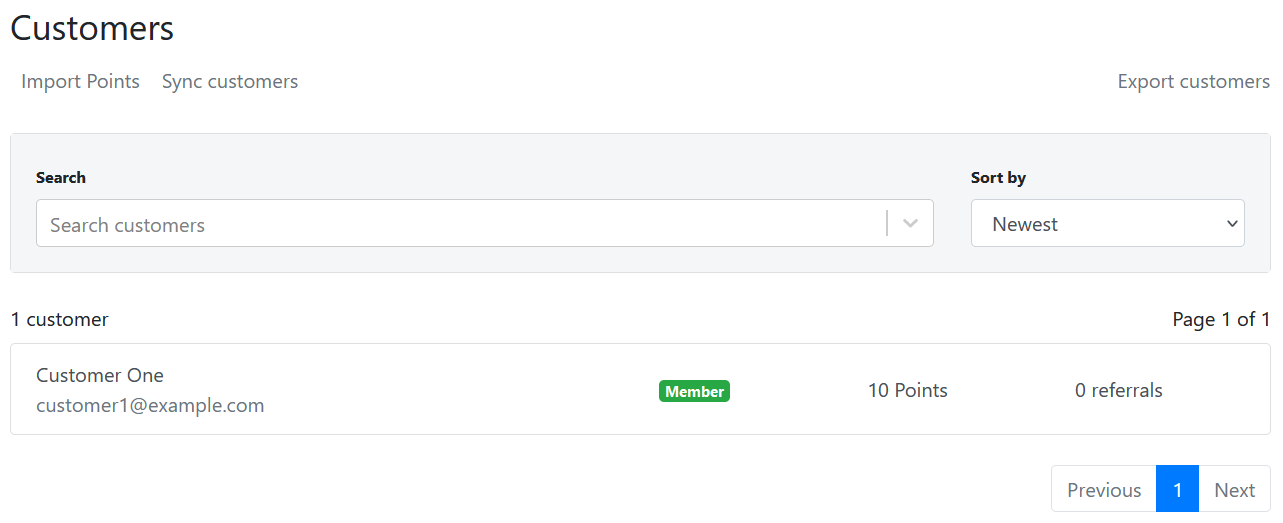 Customers
Import Points Sync customers Export customers
Search Sort by
Search customers Newest
1 customer Page 1 of 1
Customer One
customer1@example.com Member 10 Points 0 referrals
Previous 1 Next